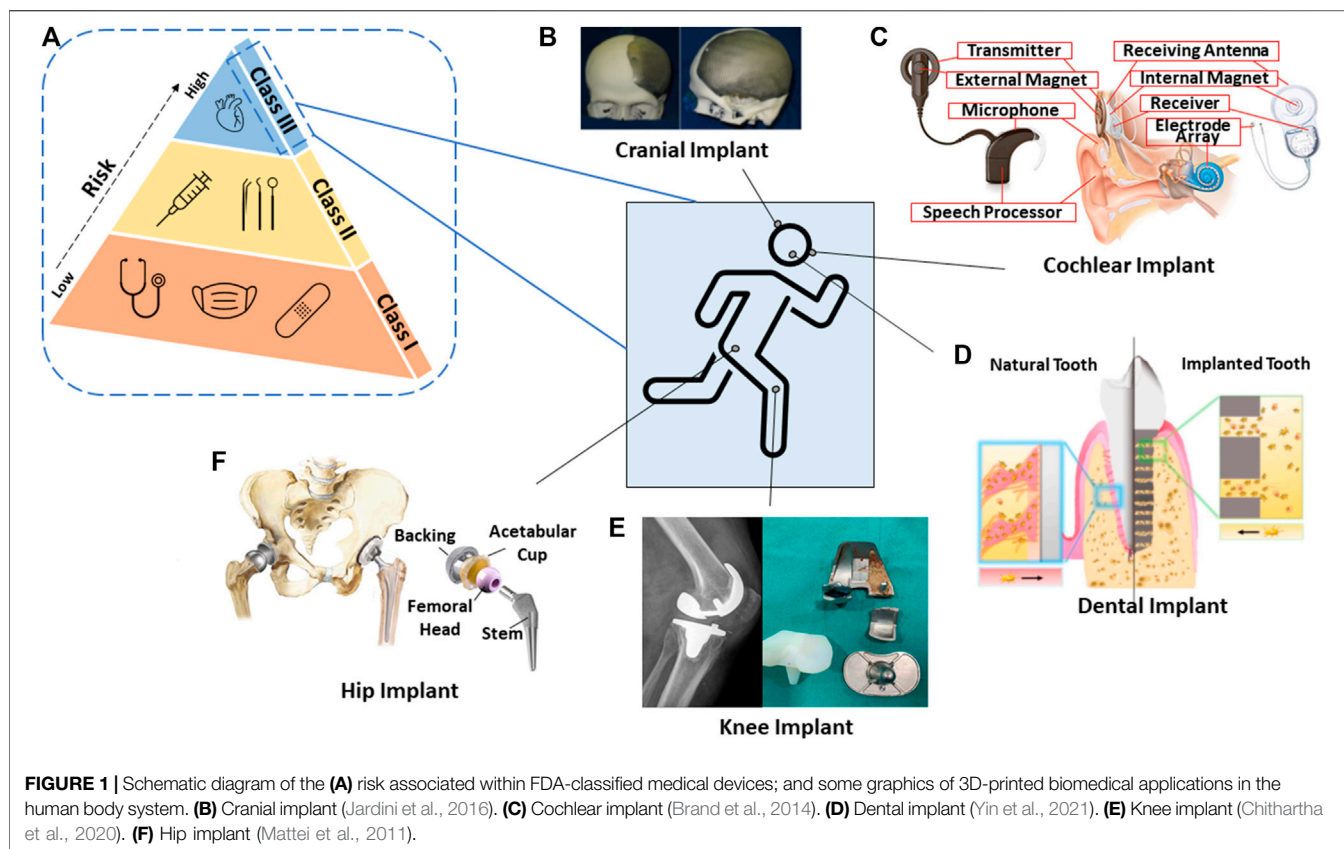 A
High
Risk
Low
Class III
Class II
Class I
B
Cranial Implant
C
Transmitter
External Magnet
Microphone
Speech Processor
Receiving Antenna
Internal Magnet
Receiver
Electrode
Array
Cochlear Implant
D
Natural Tooth
Implanted Tooth
Dental Implant
E
Knee Implant
F
Backing
Acetabular
Cup
Femoral
Head
Stem
Hip Implant
FIGURE 1 | Schematic diagram of the (A) risk associated within FDA-classified medical devices; and some graphics of 3D-printed biomedical applications in the
human body system. (B) Cranial implant (Jardini et al., 2016). (C) Cochlear implant (Brand et al., 2014). (D) Dental implant (Yin et al., 2021). (E) Knee implant (Chithartha
et al., 2020). (F) Hip implant (Mattei et al., 2011).